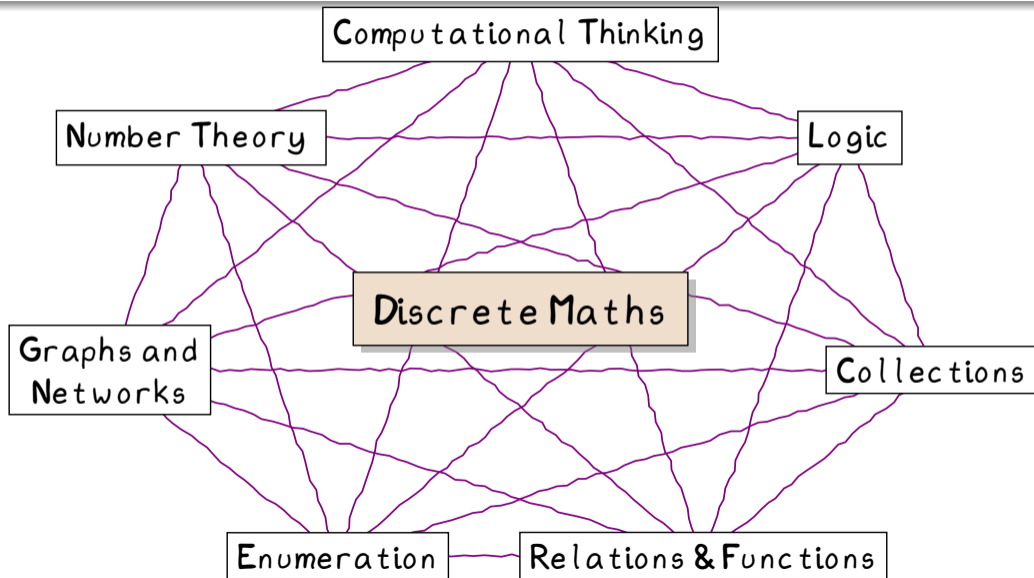 Computational Thinking
Number Theory
Logic
Discrete Maths
Graphs and
Networks
Collections
Enumeration
Relations & Functions